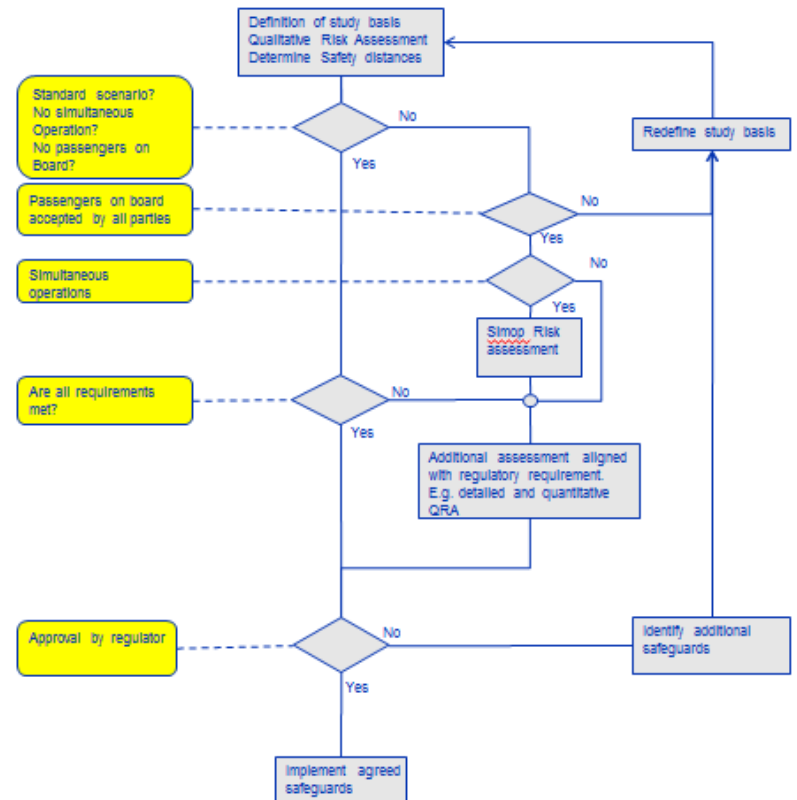 Definition of study basis
Qualitative Risk Assessment
Determine Safety distances
Standard scenario?
No simultaneous
Operation?
No passengers on
Board?
No
Yes
Redefine study basis
Passengers on board
accepted by all parties
No
Yes
Simultaneous
operations
No
Yes
Simop Risk
assessment
Are all requirements
met?
No
Yes
Additional assessment aligned
with regulatory requirement.
E.g. detailed and quantitative
QRA
Approval by regulator
No
Yes
Identify additional
safeguards
Implement agreed
safeguards